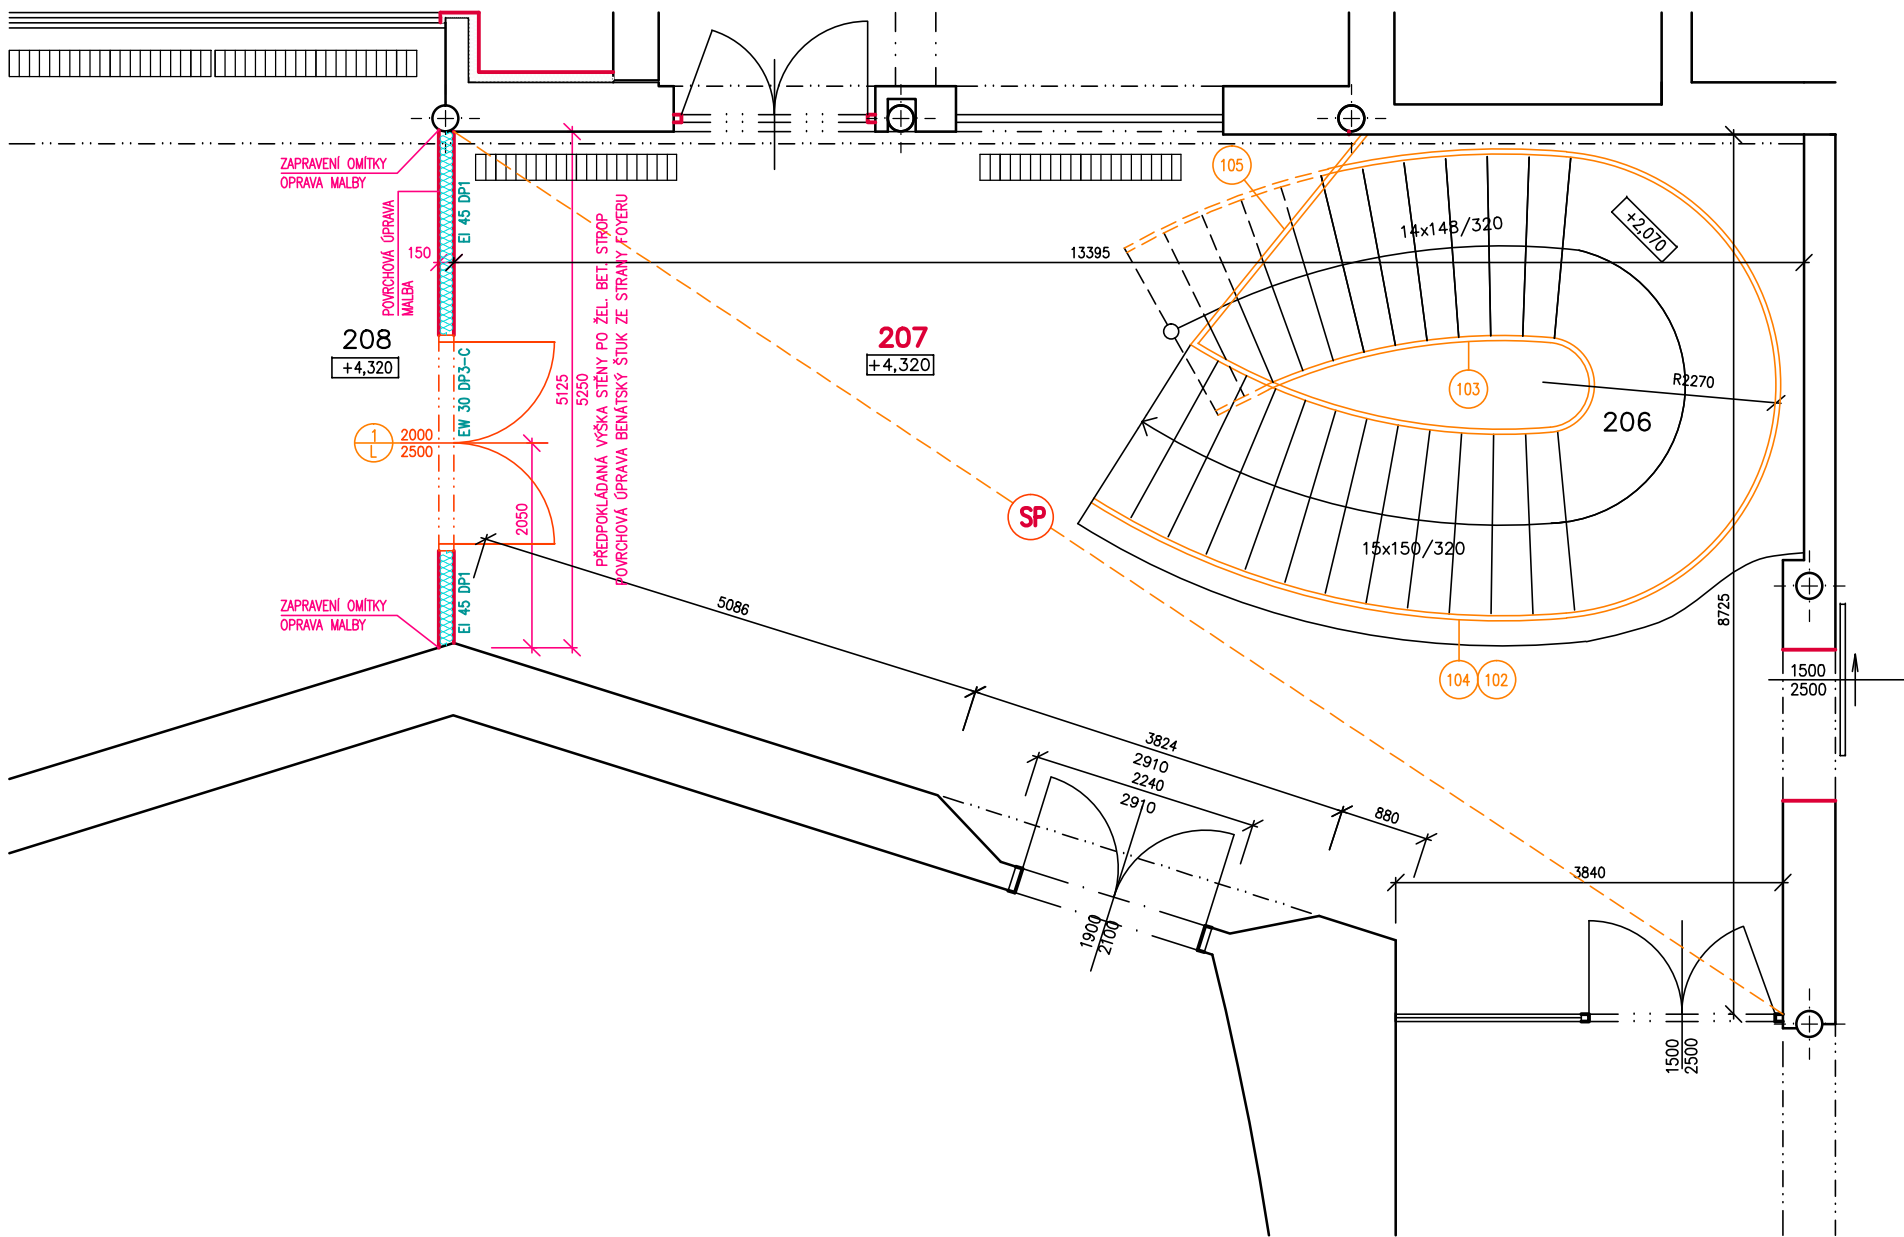 ZAPRAVENÍ OMÍTKY
OPRAVA MALBY
POVRCHOVÁ ÚPRAVA
MALBA
150
EI 45 DP1
208
+4,320
EW 30 DP3-C
1
L
2000
2500
2050
5125
5250
PŘEDPOKLÁDANÁ VÝŠKA STĚNY PO ŽEL. BET. STROP
POVRCHOVÁ ÚPRAVA BENÁTSKÝ ŠTUK ZE STRANY FOYERU
ZAPRAVENÍ OMÍTKY
OPRAVA MALBY
EI 45 DP1
13395
207
+4,320
105
14x148/320
+2,070
103
R2270
206
SP
15x150/320
104
102
8725
1500
2500
5086
3824
2910
2240
2910
880
3840
1900
2100
1500
2500